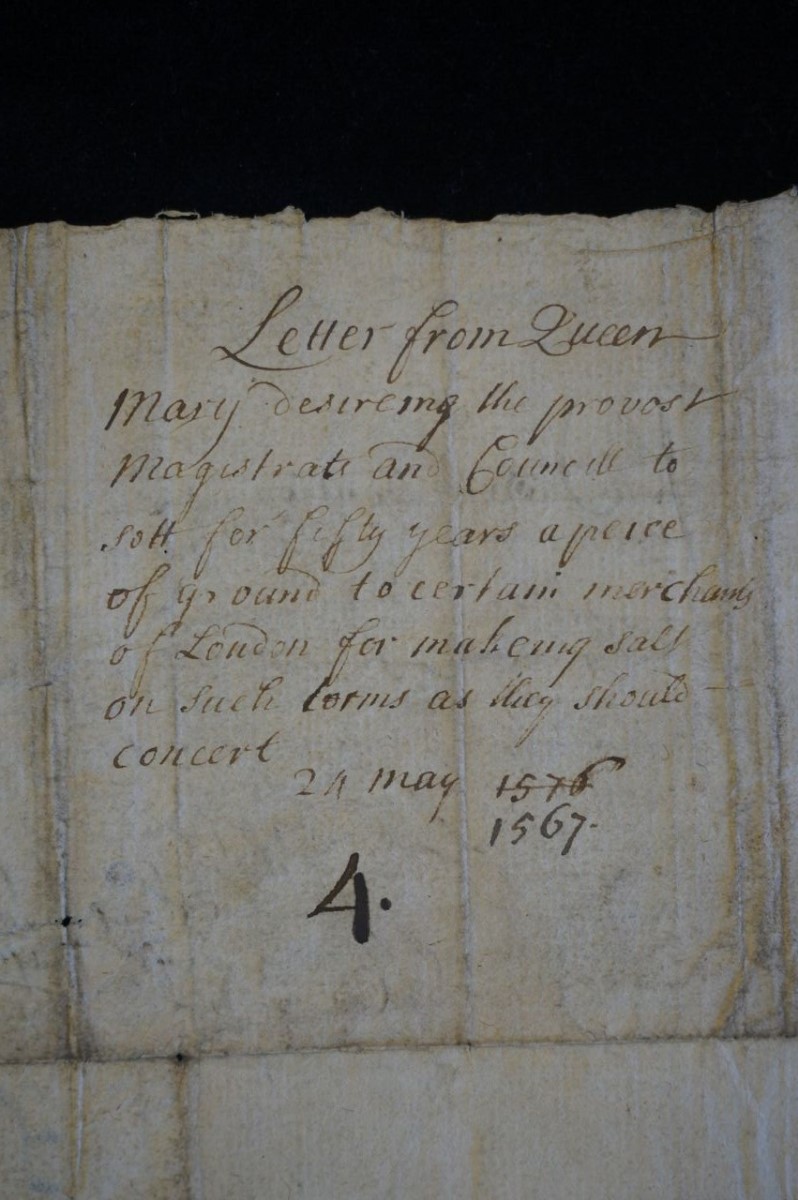 Letter from Queen
Mary desireing the provost
Magistrats and Councill to
sett for fifty years a peice
of ground to certain merchants
of London for makeing salt
on such terms as they should
concert
24 may 1576
1567.
4.